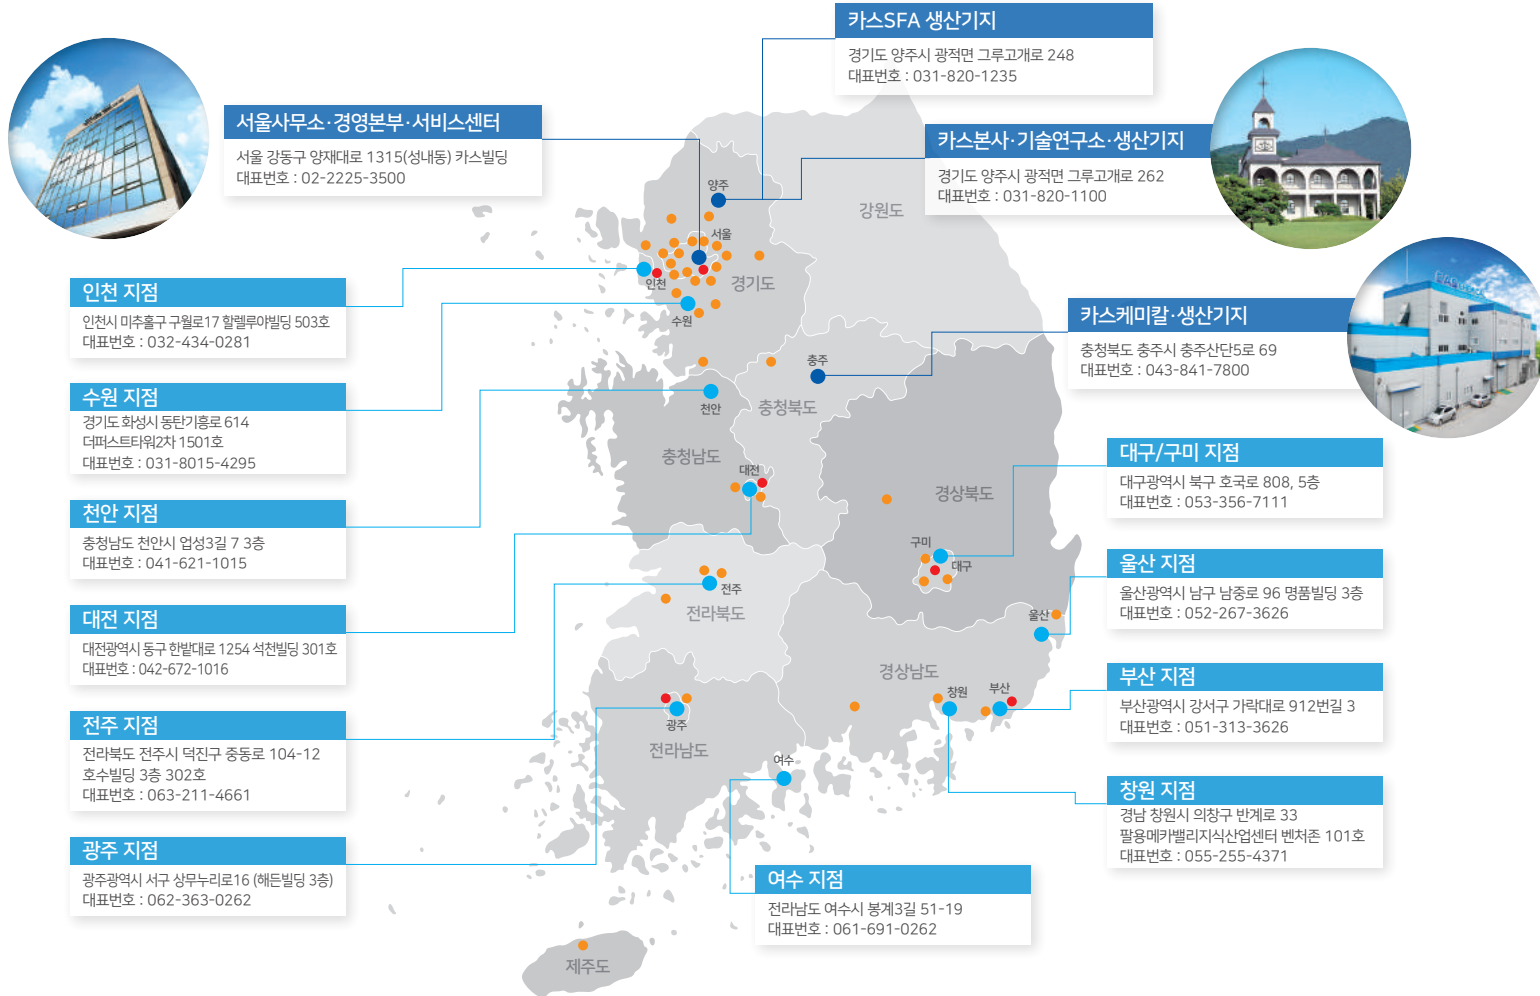 카스SFA 생산기지
경기도 양주시 광적면 그루고개로 248
대표번호 : 031-820-1235
서울사무소·경영본부·서비스센터
서울 강동구 양재대로 1315(성내동) 카스빌딩
대표번호 : 02-2225-3500
카스본사·기술연구소·생산기지
경기도 양주시 광적면 그루고개로 262
대표번호 : 031-820-1100
인천 지점
인천시 미추홀구 구월로17 할렐루야빌딩 503호
대표번호 : 032-434-0281
카스케미칼·생산기지
충청북도 충주시 충주산단5로 69
대표번호 : 043-841-7800
수원 지점
경기도 화성시 동탄기흥로 614
더퍼스트타워2차 1501호
대표번호 : 031-8015-4295
천안 지점
충청남도 천안시 업성3길 7 3층
대표번호 : 041-621-1015
대전 지점
대전광역시 동구 한밭대로 1254 석천빌딩 301호
대표번호 : 042-672-1016
전주 지점
전라북도 전주시 덕진구 중동로 104-12
호수빌딩 3층 302호
대표번호 : 063-211-4661
광주 지점
광주광역시 서구 상무누리로16 (해든빌딩 3층)
대표번호 : 062-363-0262
대구/구미 지점
대구광역시 북구 호국로 808, 5층
대표번호 : 053-356-7111
울산 지점
울산광역시 남구 남중로 96 명품빌딩 3층
대표번호 : 052-267-3626
부산 지점
부산광역시 강서구 가락대로 912번길 3
대표번호 : 051-313-3626
창원 지점
경남 창원시 의창구 반계로 33
팔용메카밸리지식산업센터 벤처존 101호
대표번호 : 055-255-4371
여수 지점
전라남도 여수시 봉계3길 51-19
대표번호 : 061-691-0262
양주
강원도
서울
인천
경기도
수원
충주
천안
충청북도
충청남도
대전
경상북도
구미
대구
전주
전라북도
울산
경상남도
창원
부산
광주
전라남도
여수
제주도